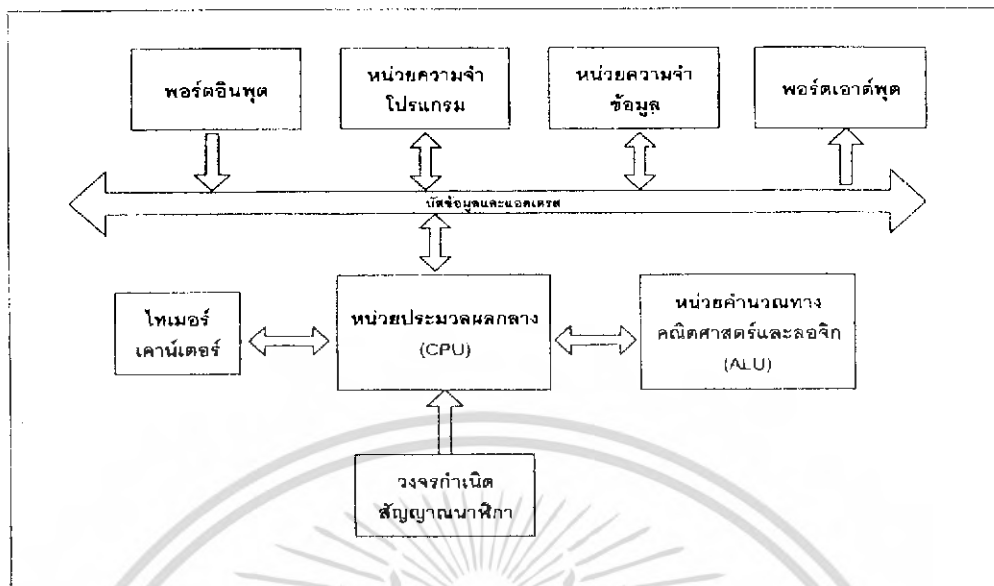 พอร์ตอินพุต
หน่วยความจำ
โปรแกรม
หน่วยความจำ
ข้อมูล
พอร์ตเอาต์พุต
บัสข้อมูลและแอดเดรส
ไทเมอร์
เคาน์เตอร์
หน่วยประมวลผลกลาง
(CPU)
หน่วยคำนวณทาง
คณิตศาสตร์และลอจิก
(ALU)
วงจรกำเนิด
สัญญาณนาฬิกา